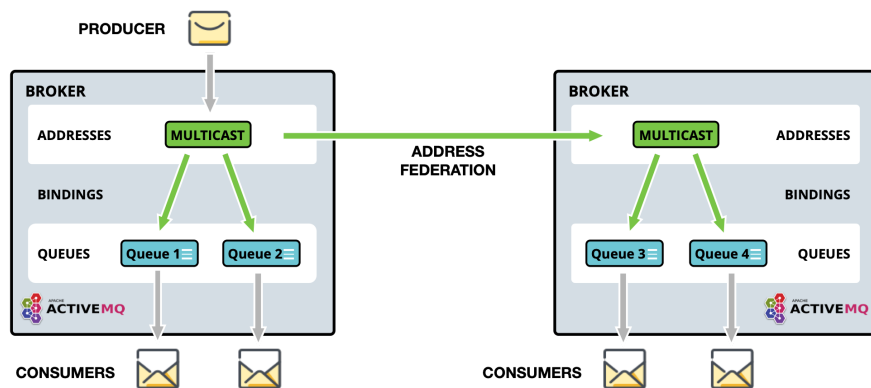 PRODUCER
BROKER
ADDRESSES
MULTICAST
BINDINGS
QUEUES
Queue 1
Queue 2
APACHE
ACTIVEMQ
CONSUMERS
ADDRESS
FEDERATION
BROKER
MULTICAST
ADDRESSES
BINDINGS
Queue 3
Queue 4
QUEUES
APACHE
ACTIVEMQ
CONSUMERS